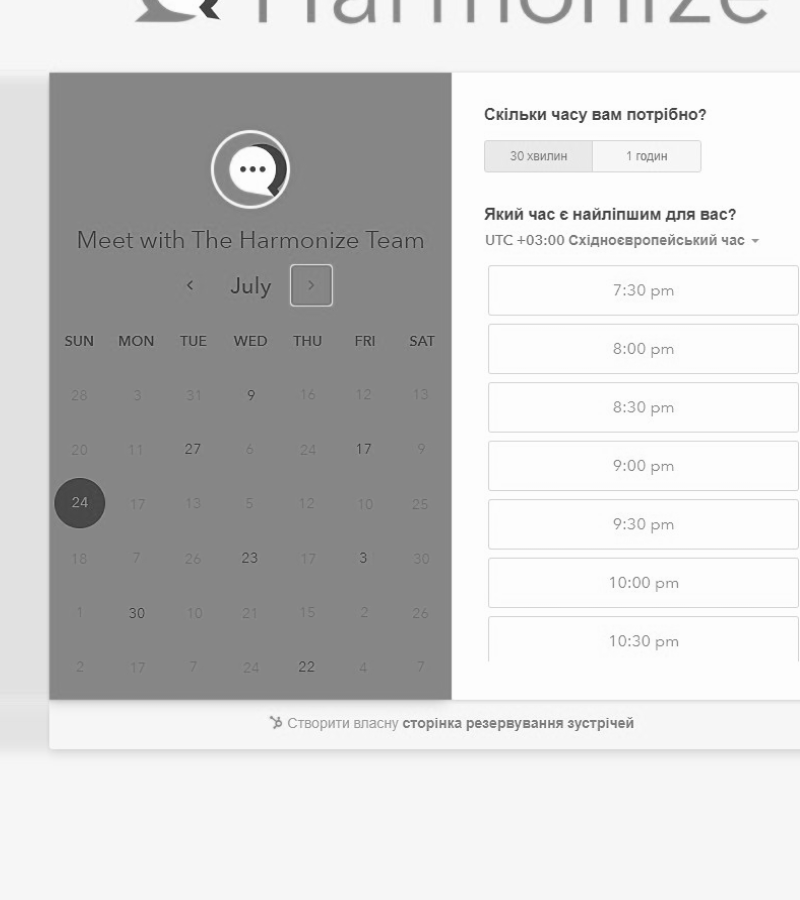 Harmonize
Meet with The Harmonize Team
July
SUN MON TUE WED THU FRI SAT
28 3 31 9 16 12 13
20 11 27 6 24 17 9
24 17 13 5 12 10 25
18 7 26 23 17 3 30
1 30 10 21 15 2 26
2 17 7 24 22 4 7
Скільки часу вам потрібно?
30 хвилин 1 годин
Який час є найліпшим для вас?
UTC +03:00 Східноєвропейський час
7:30 pm
8:00 pm
8:30 pm
9:00 pm
9:30 pm
10:00 pm
10:30 pm
Створити власну сторінка резервування зустрічей